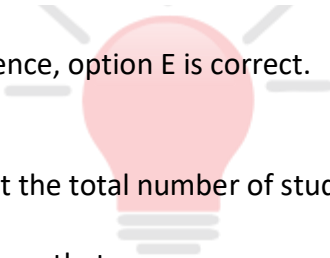 ence, option E is correct.
t the total number of stud
that